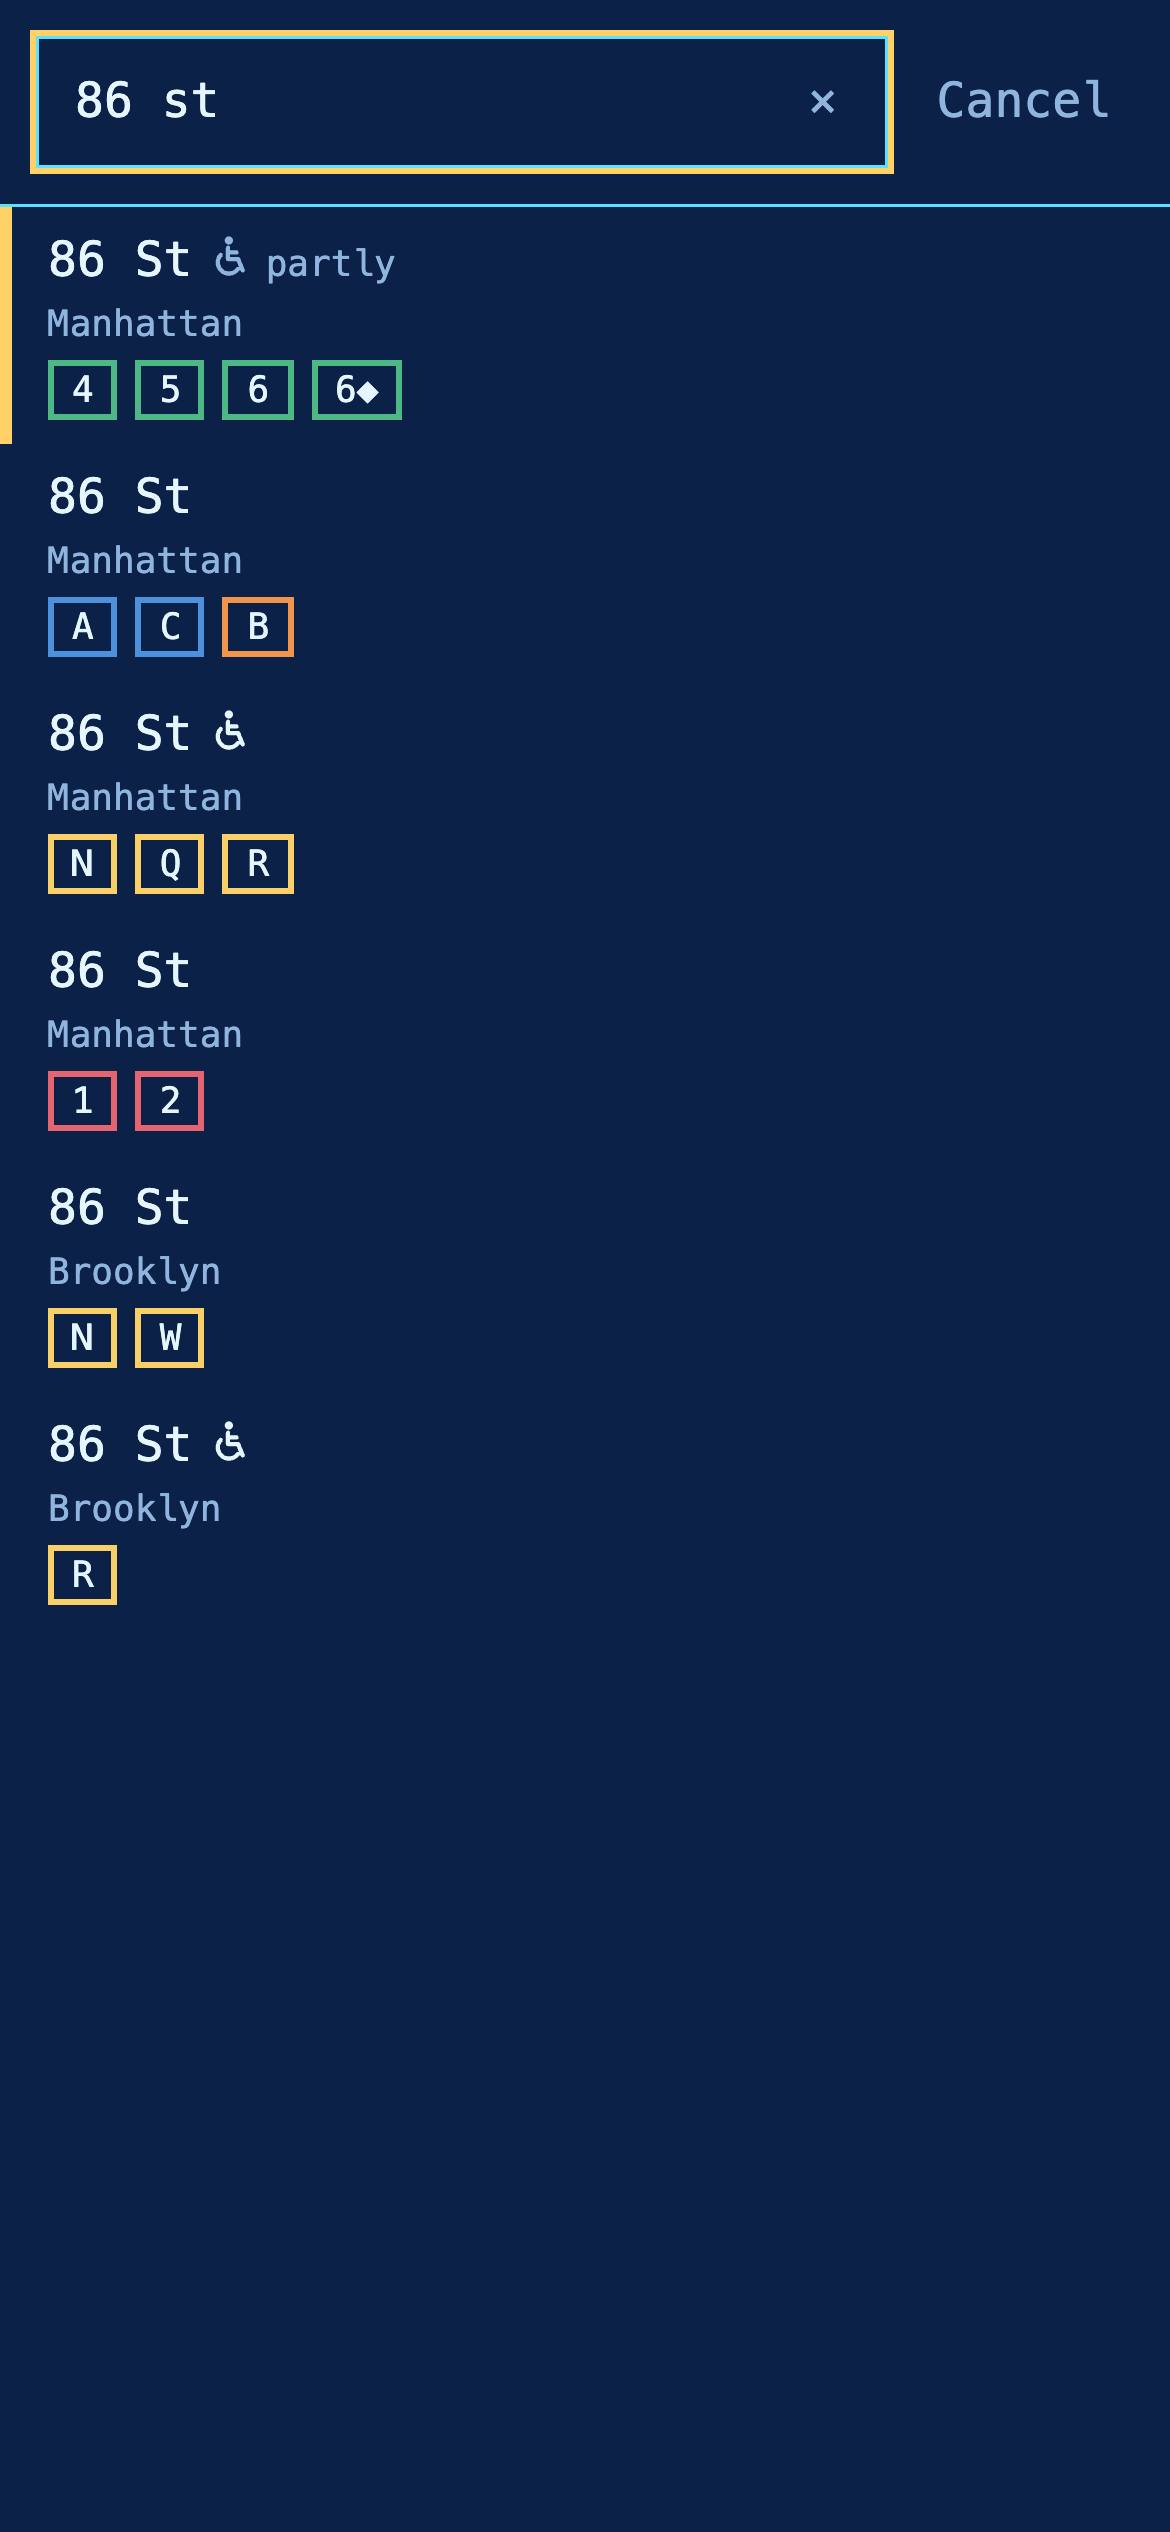 86 st × Cancel
86 St ♿ partly
Manhattan
4 5 6 6◆
86 St
Manhattan
A C B
86 St ♿
Manhattan
N Q R
86 St
Manhattan
1 2
86 St
Brooklyn
N W
86 St ♿
Brooklyn
R